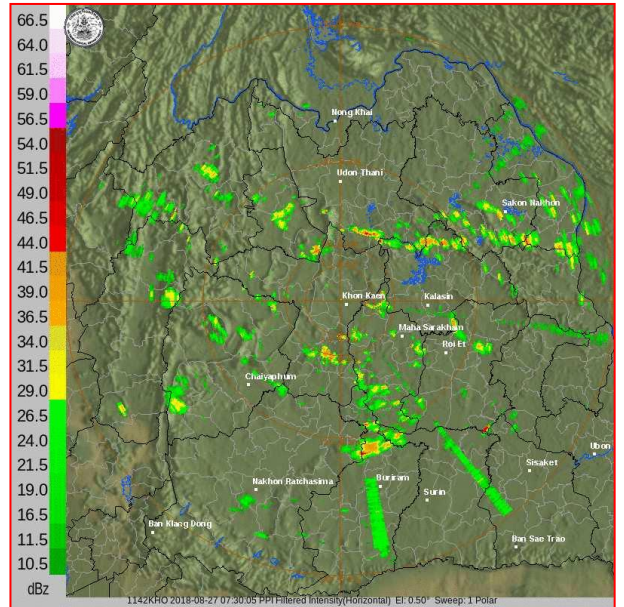 66.5
64.0
61.5
59.0
56.5
54.0
51.5
49.0
46.5
44.0
41.5
39.0
36.5
34.0
31.5
29.0
26.5
24.0
21.5
19.0
16.5
14.5
12.5
10.5
dBz
Nong Khai
Udon Thani
Sakon Nakhon
Khon Kaen
Kalasin
Maha Sarakham
Roi Et
Chaiyaphum
Ubon
Sisaket
Nakhon Ratchasima
Buriram
Surin
Ban Klang Dong
Ban Sae Trao
1142KHO 2018-08-27 07:30:05 PPI Filtered Intensity(Horizontal) El: 0.50° Sweep: 1 Polar